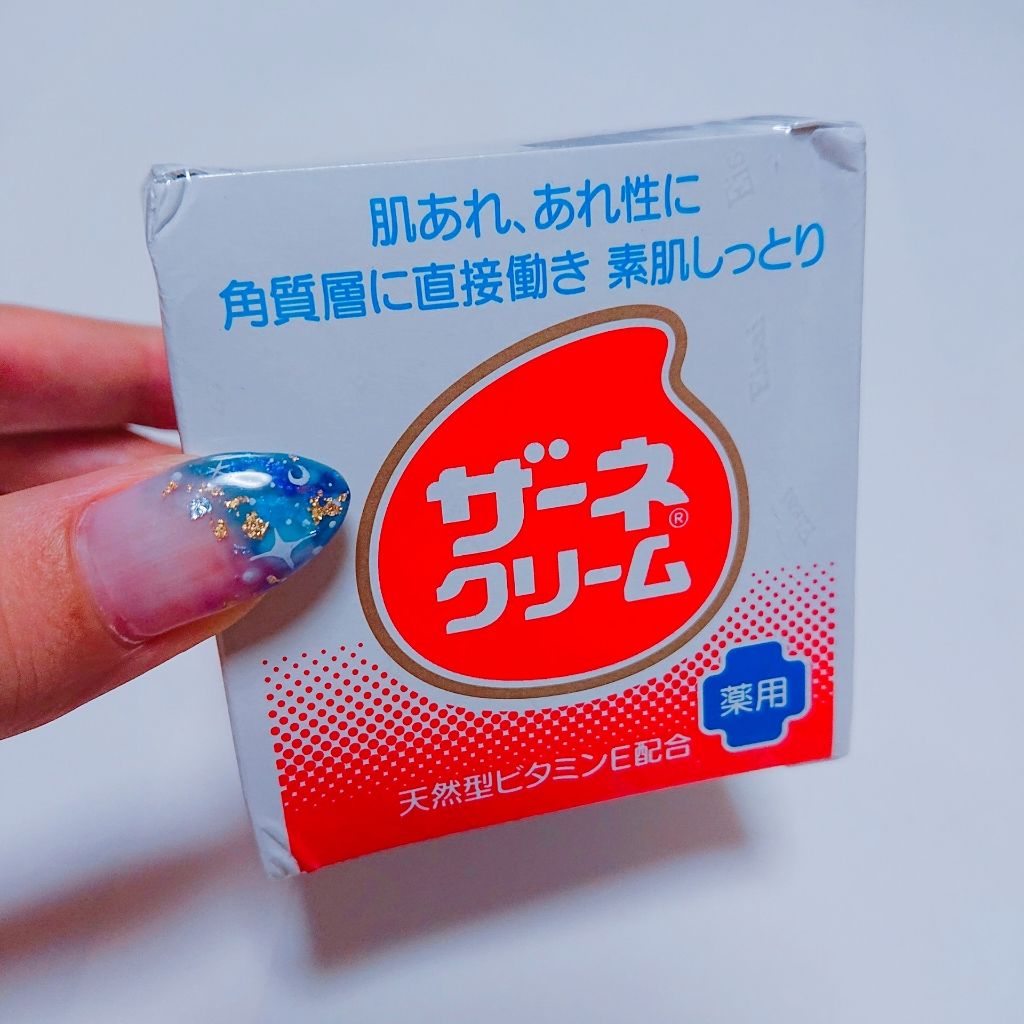 肌あれ、あれ性に
角質層に直接働き 素肌しっとり
ザーネ®
クリーム
薬用
天然型ビタミンE配合